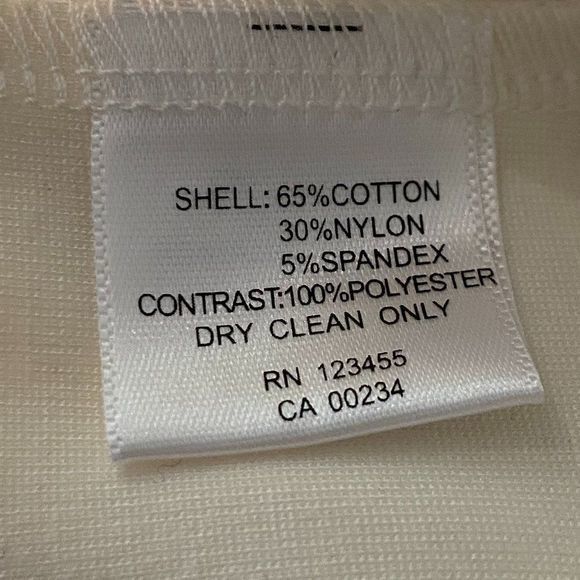 SHELL: 65%COTTON
30%NYLON
5%SPANDEX
CONTRAST:100%POLYESTER
DRY CLEAN ONLY
RN 123455
CA 00234